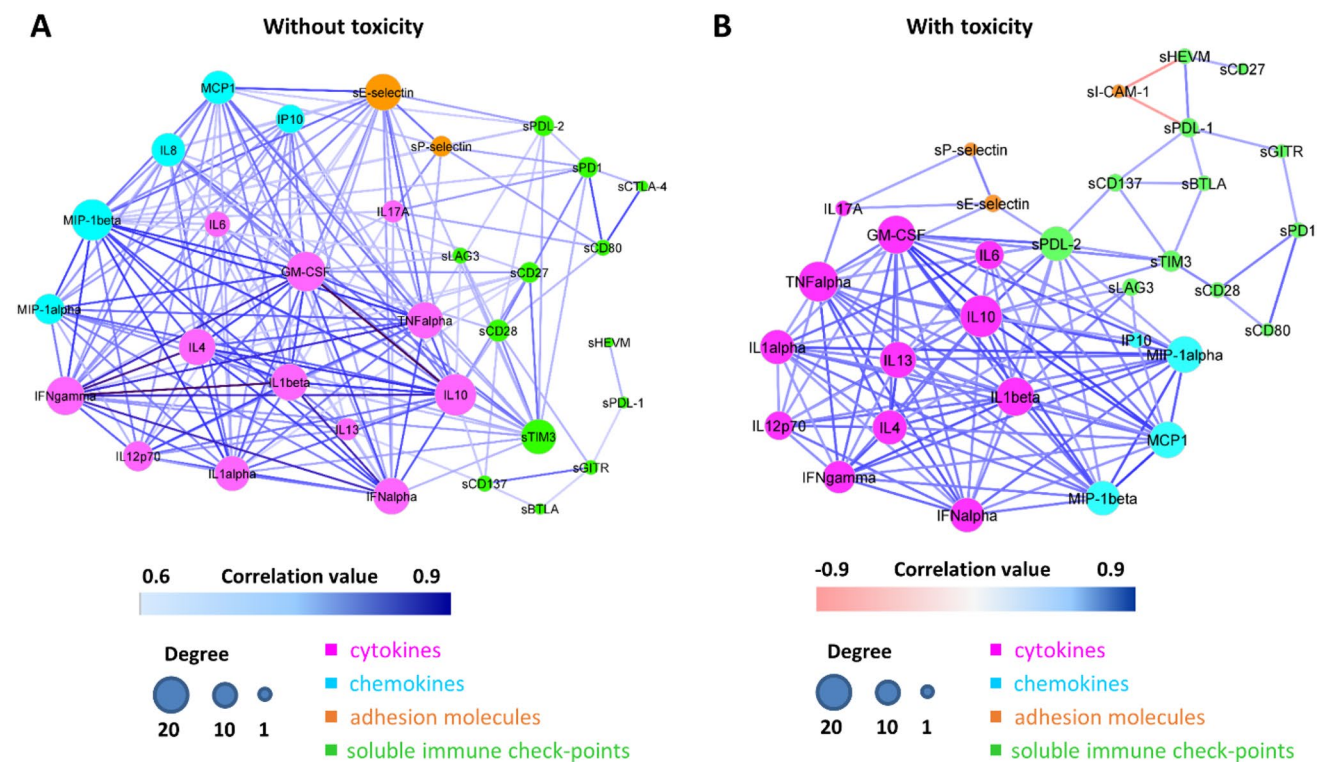 A
Without toxicity
MCP1
sE-selectin
IP10
sPDL-2
sP-selectin
IL8
sPD1
sCTLA-4
IL17A
MIP-1beta
IL6
sCD80
sLAG3
GM-CSF
sCD27
MIP-1alpha
TNFalpha
sCD28
sHEVM
IL4
IL1beta
IFNgamma
IL10
sPDL-1
IL13
sTIM3
IL12p70
IL1alpha
sGITR
sCD137
IFNalpha
sBTLA
0.6 Correlation value 0.9
Degree
20 10 1
cytokines
chemokines
adhesion molecules
soluble immune check-points
B
With toxicity
sHEVM
sCD27
sI-CAM-1
sPDL-1
sP-selectin
sGITR
sCD137
sBTLA
IL17A
sE-selectin
GM-CSF
sPD1
sPDL-2
IL6
sTIM3
TNFalpha
sLAG3
sCD28
IL10
sCD80
IP10
IL1alpha
MIP-1alpha
IL13
IL1beta
IL12p70
IL4
MCP1
IFNgamma
MIP-1beta
IFNalpha
-0.9 Correlation value 0.9
Degree
20 10 1
cytokines
chemokines
adhesion molecules
soluble immune check-points